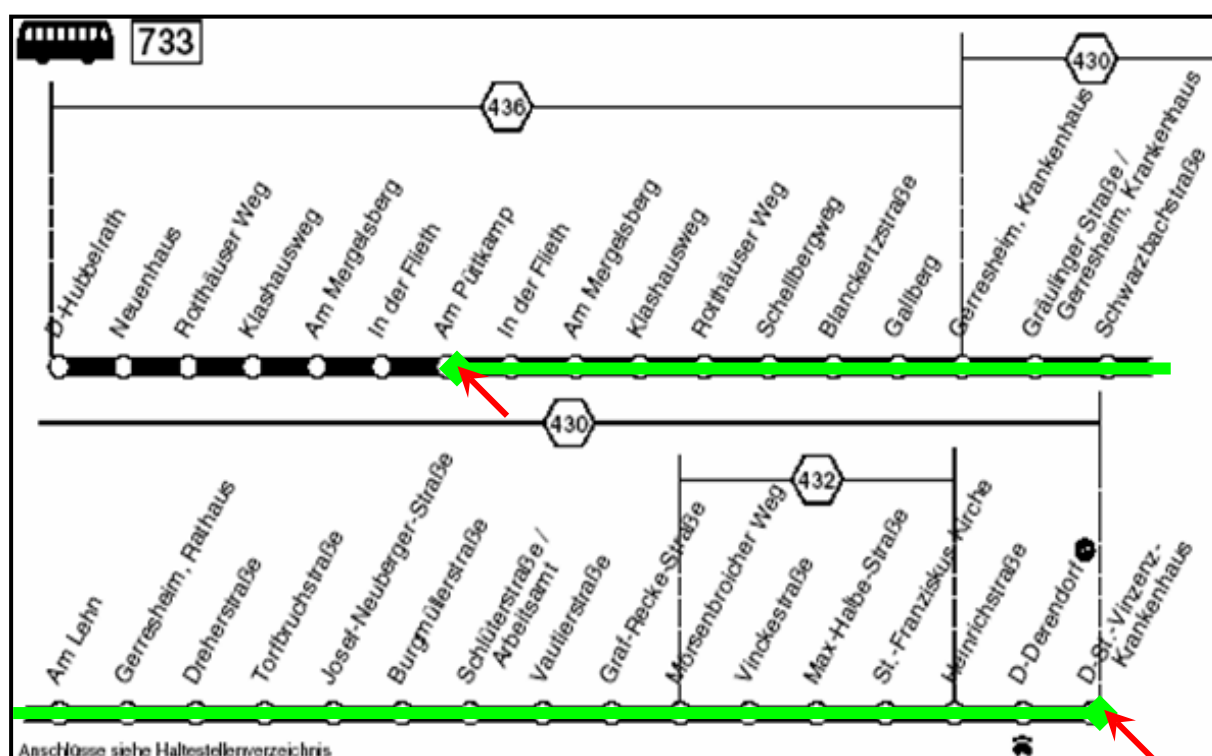 733
430
436
D-Hubbelrath
Neuenhaus
Rotthäuser Weg
Klashausweg
Am Mergelsberg
In der Flieth
Am Püttkamp
In der Flieth
Am Mergelsberg
Klashausweg
Rotthäuser Weg
Schellbergweg
Blanckertzstraße
Gallberg
Gerresheim, Krankenhaus
Gräulinger Straße /
Gerresheim, Krankenhaus
Schwarzbachstraße
430
432
Am Lehn
Gerresheim, Rathaus
Dreherstraße
Torfbruchstraße
Josef-Neuberger-Straße
Burgmüllerstraße
Schlüterstraße /
Arbeitsamt
Vautierstraße
Graf-Recke-Straße
Mörsenbroicher Weg
Vinckestraße
Max-Halbe-Straße
St.-Franziskus-Kirche
Heinrichstraße
D-Derendorf
D-St.-Vinzenz-
Krankenhaus
Anschlüsse siehe Haltestellenverzeichnis